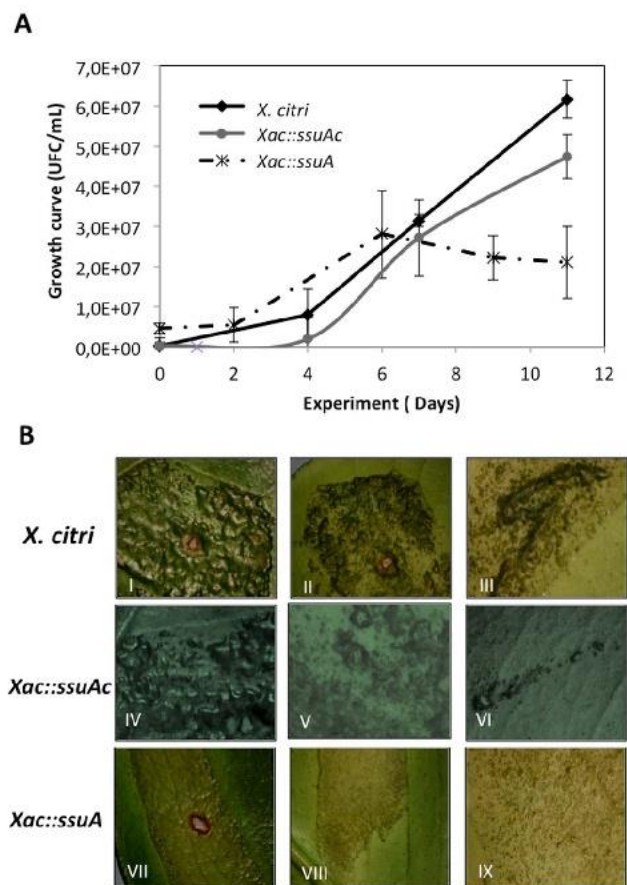 A
7,0E+07
6,0E+07
5,0E+07
4,0E+07
3,0E+07
2,0E+07
1,0E+07
0,0E+00
Growth curve (UFC/mL)
X. citri
Xac::ssuAc
Xac::ssuA
0 2 4 6 8 10 12
Experiment ( Days)
B
X. citri
I II III
Xac::ssuAc
IV V VI
Xac::ssuA
VII VIII IX